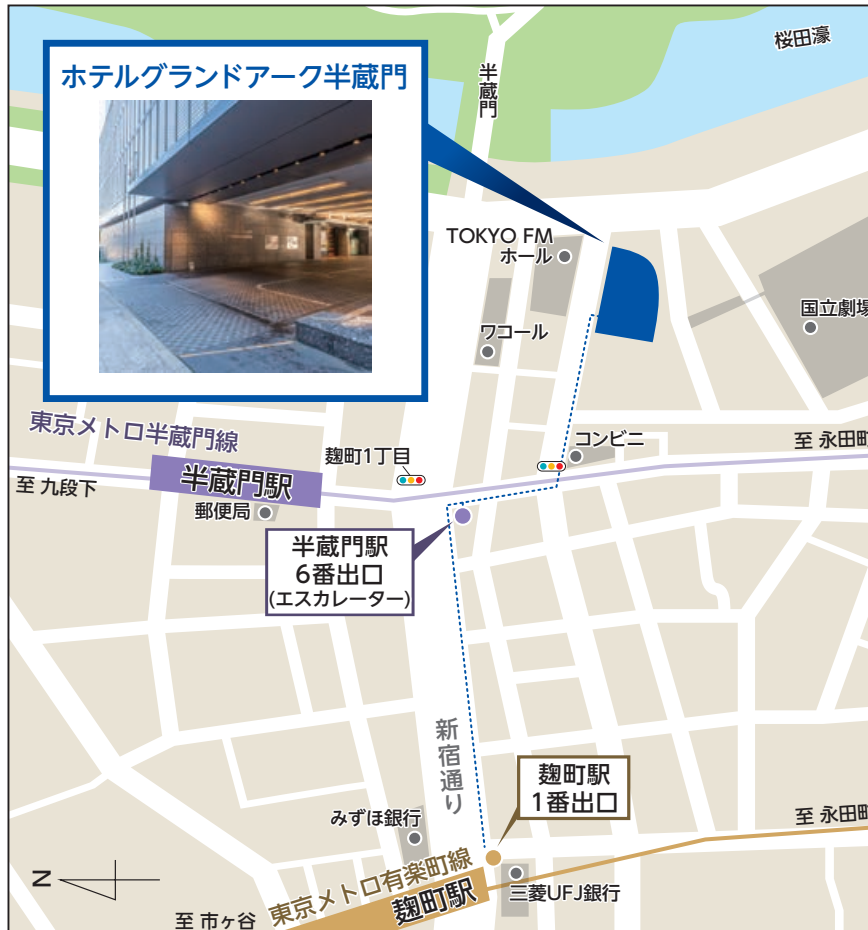 桜田濠
ホテルグランドアーク半蔵門
半蔵門
TOKYO FM
ホール
国立劇場
ワコール
東京メトロ半蔵門線
麹町1丁目
コンビニ
至 永田町
至 九段下
半蔵門駅
郵便局
半蔵門駅
6番出口
(エスカレーター)
新宿通り
麹町駅
1番出口
みずほ銀行
至 永田町
N
東京メトロ有楽町線
麹町駅
三菱UFJ銀行
至 市ヶ谷